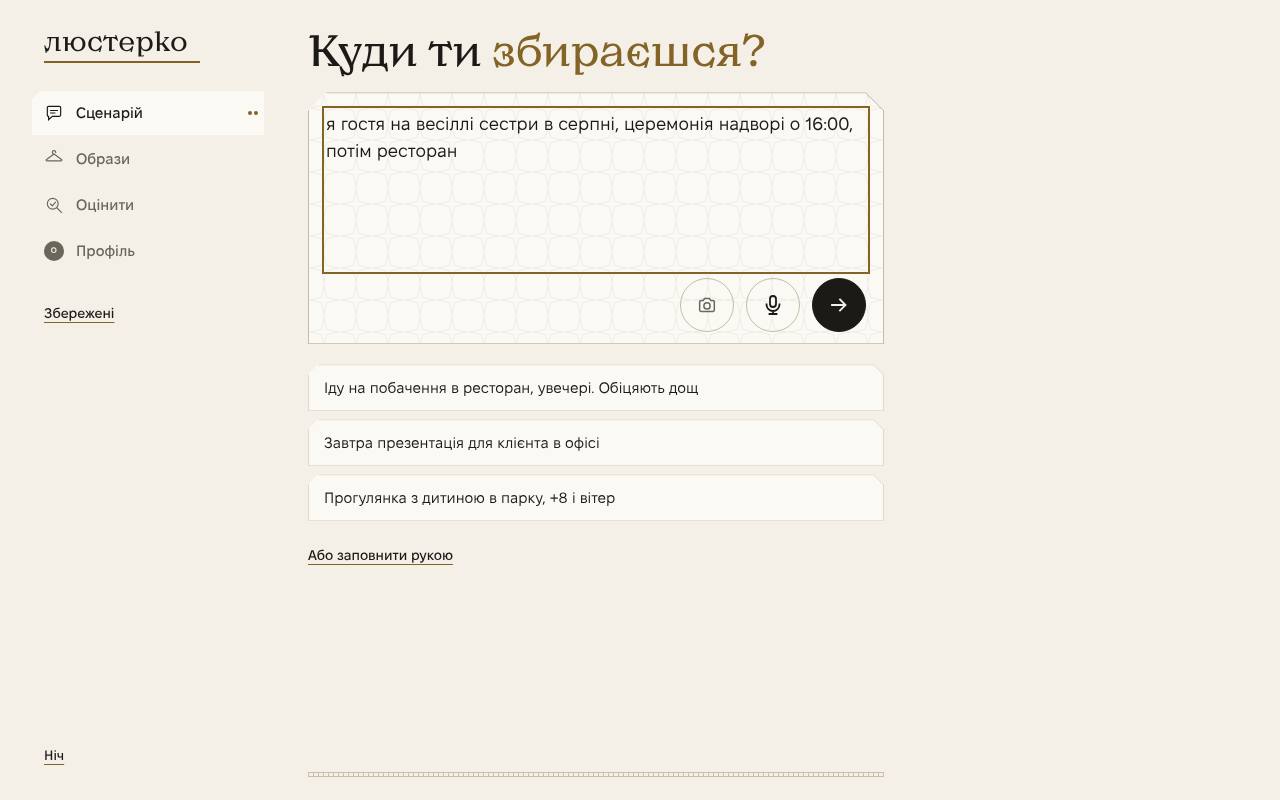 люстерко
Сценарій
Образи
Оцінити
Профіль
Збережені
Ніч
Куди ти збираєшся?
я гостя на весіллі сестри в серпні, церемонія надворі о 16:00,
потім ресторан
Іду на побачення в ресторан, увечері. Обіцяють дощ
Завтра презентація для клієнта в офісі
Прогулянка з дитиною в парку, +8 і вітер
Або заповнити рукою